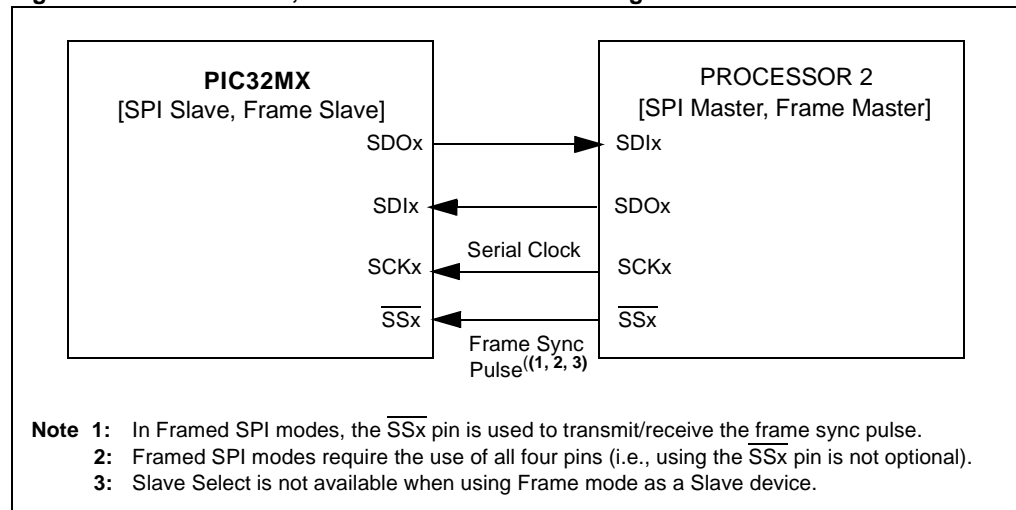 PIC32MX
[SPI Slave, Frame Slave]
PROCESSOR 2
[SPI Master, Frame Master]
SDOx
SDIx
SDIx
SDOx
Serial Clock
SCKx
SCKx
SSx
SSx
Frame Sync
Pulse((1, 2, 3)
Note 1: In Framed SPI modes, the SSx pin is used to transmit/receive the frame sync pulse.
2: Framed SPI modes require the use of all four pins (i.e., using the SSx pin is not optional).
3: Slave Select is not available when using Frame mode as a Slave device.